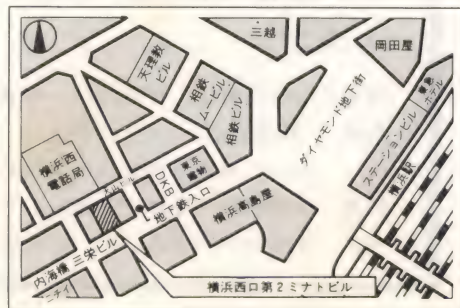 三越
岡田屋
天理教
ビル
相鉄
ムービル
相鉄ビル
ホテル
ステーションビル
ダイヤモンド地下街
横浜駅
横浜西
電話局
東京
DKB
地下鉄入口
横浜高島屋
三栄ビル
内海橋
ニチイ
横浜西口第2ミナトビル